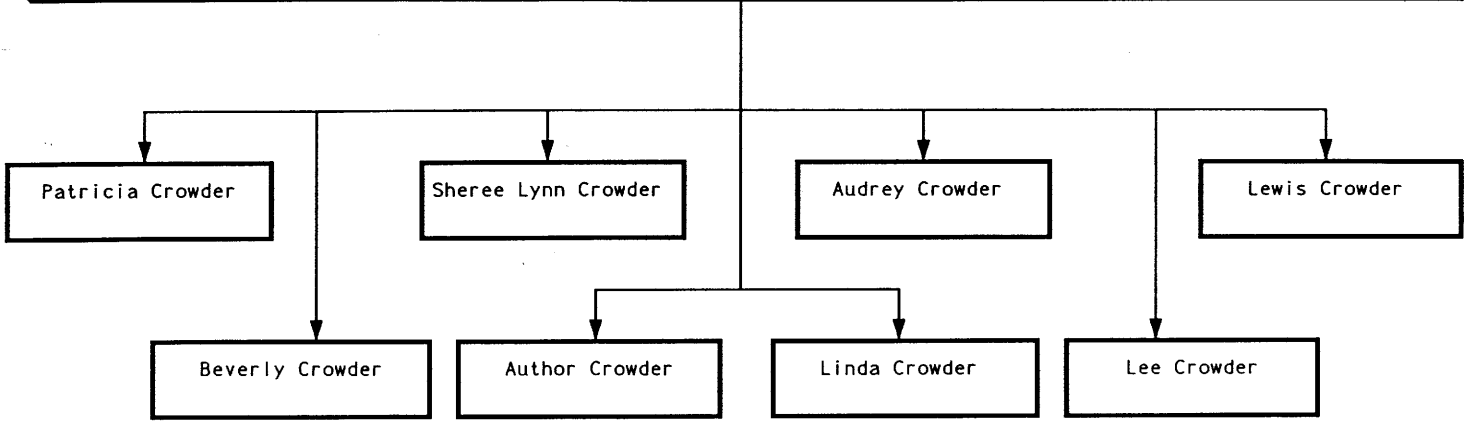 Patricia Crowder
Sheree Lynn Crowder
Audrey Crowder
Lewis Crowder
Beverly Crowder
Author Crowder
Linda Crowder
Lee Crowder